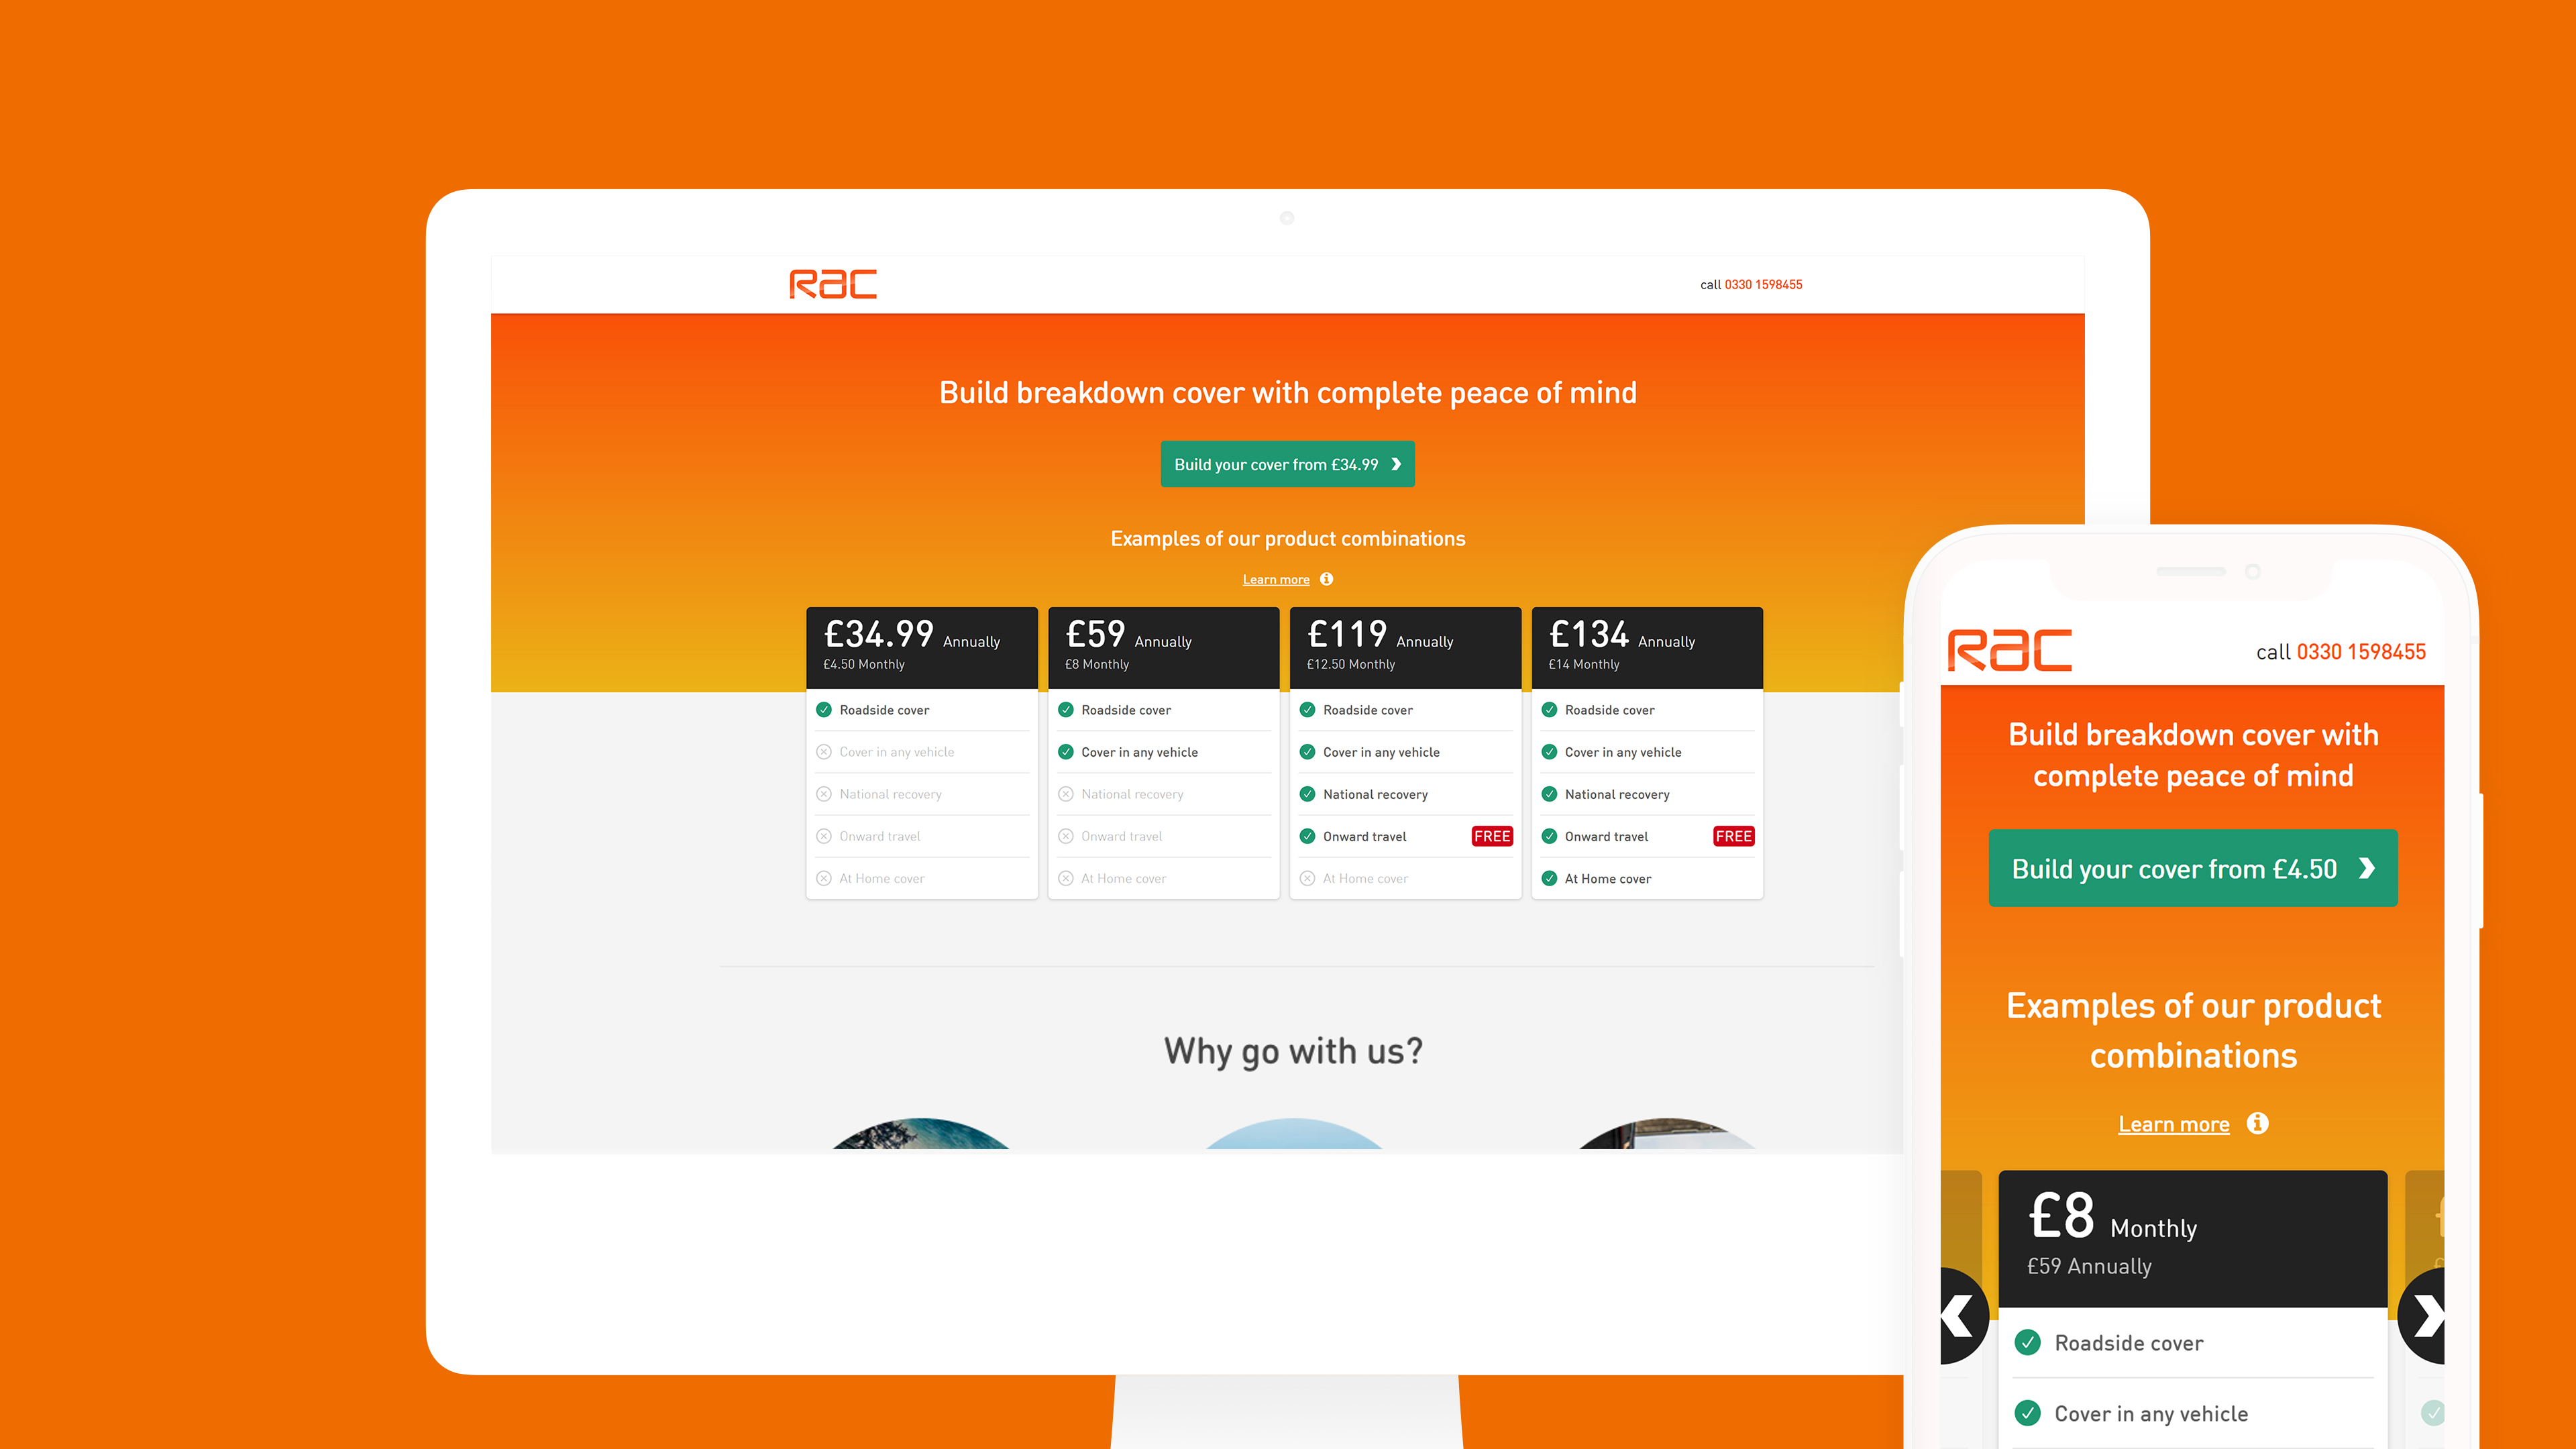 RAC
call 0330 1598455
Build breakdown cover with complete peace of mind
Build your cover from £34.99
Examples of our product combinations
Learn more
£34.99 Annually
£4.50 Monthly
Roadside cover
Cover in any vehicle
National recovery
Onward travel
At Home cover
£59 Annually
£8 Monthly
Roadside cover
Cover in any vehicle
National recovery
Onward travel
At Home cover
£119 Annually
£12.50 Monthly
Roadside cover
Cover in any vehicle
National recovery
Onward travel FREE
At Home cover
£134 Annually
£14 Monthly
Roadside cover
Cover in any vehicle
National recovery
Onward travel FREE
At Home cover
Why go with us?
RAC
call 0330 1598455
Build breakdown cover with
complete peace of mind
Build your cover from £4.50
Examples of our product
combinations
Learn more
£8 Monthly
£59 Annually
Roadside cover
Cover in any vehicle